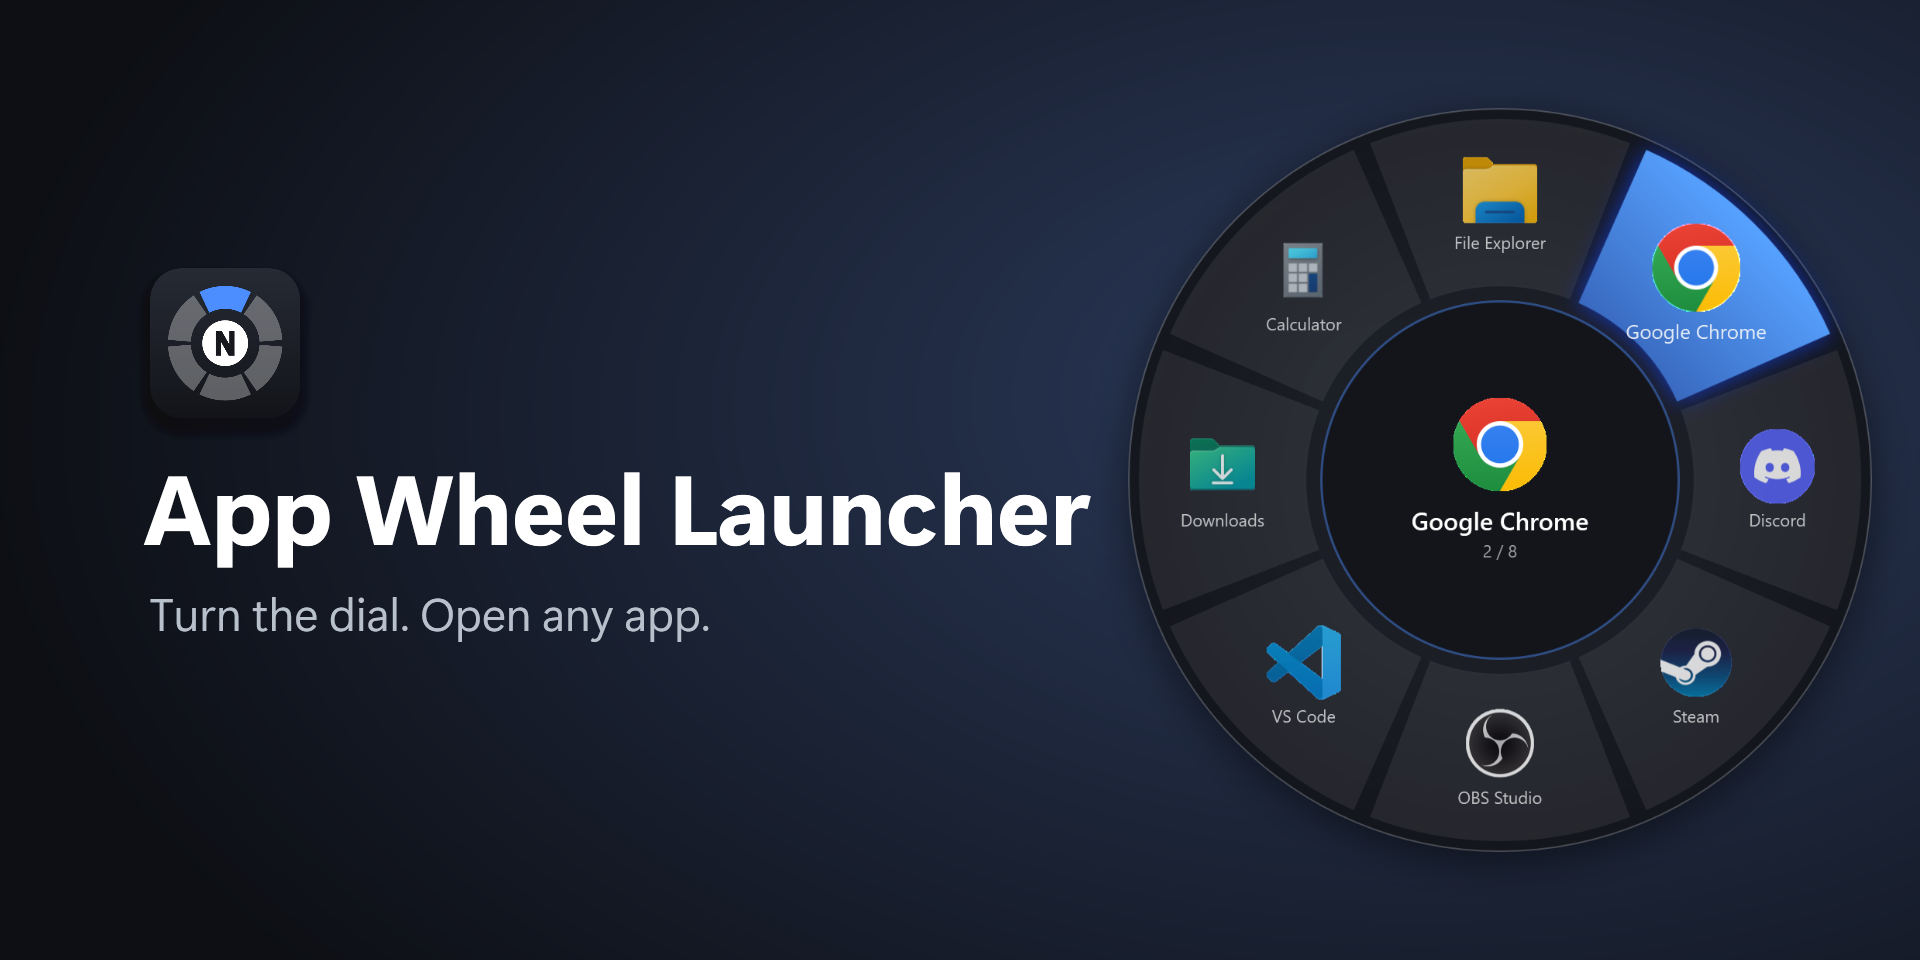 N
App Wheel Launcher
Turn the dial. Open any app.
File Explorer
Google Chrome
Calculator
Downloads
Discord
Google Chrome
2 / 8
VS Code
Steam
OBS Studio